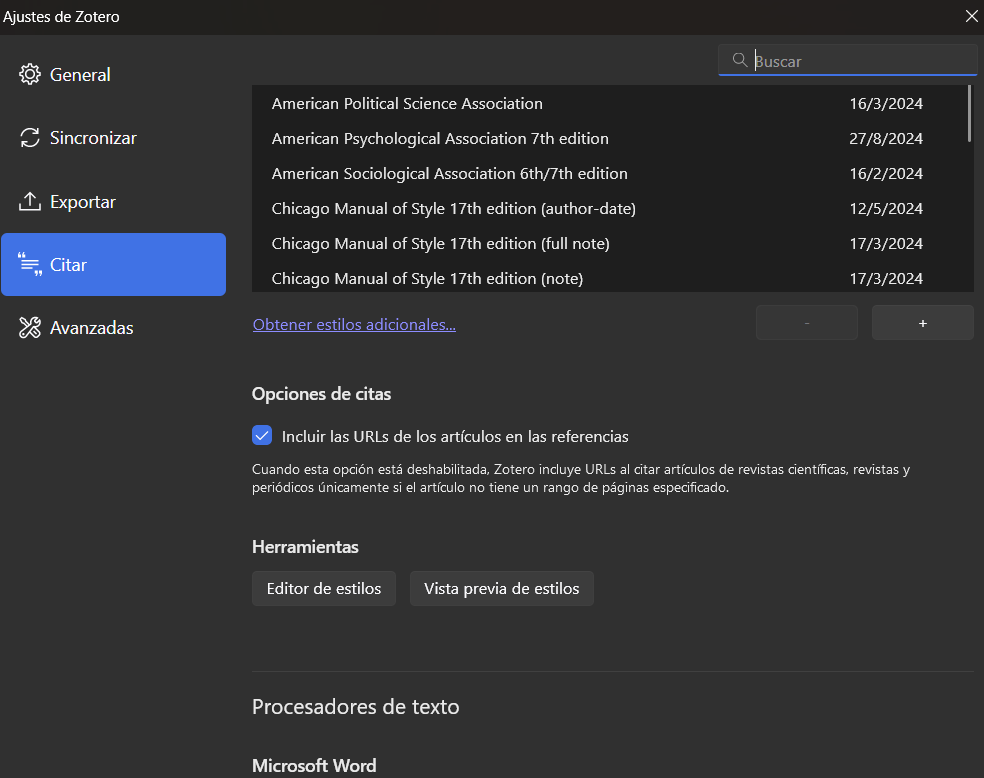 Ajustes de Zotero
General
Sincronizar
Exportar
Citar
Avanzadas
Buscar
American Political Science Association 16/3/2024
American Psychological Association 7th edition 27/8/2024
American Sociological Association 6th/7th edition 16/2/2024
Chicago Manual of Style 17th edition (author-date) 12/5/2024
Chicago Manual of Style 17th edition (full note) 17/3/2024
Chicago Manual of Style 17th edition (note) 17/3/2024
Obtener estilos adicionales...
- +
Opciones de citas
Incluir las URLs de los artículos en las referencias
Cuando esta opción está deshabilitada, Zotero incluye URLs al citar artículos de revistas científicas, revistas y
periódicos únicamente si el artículo no tiene un rango de páginas especificado.
Herramientas
Editor de estilos Vista previa de estilos
Procesadores de texto
Microsoft Word